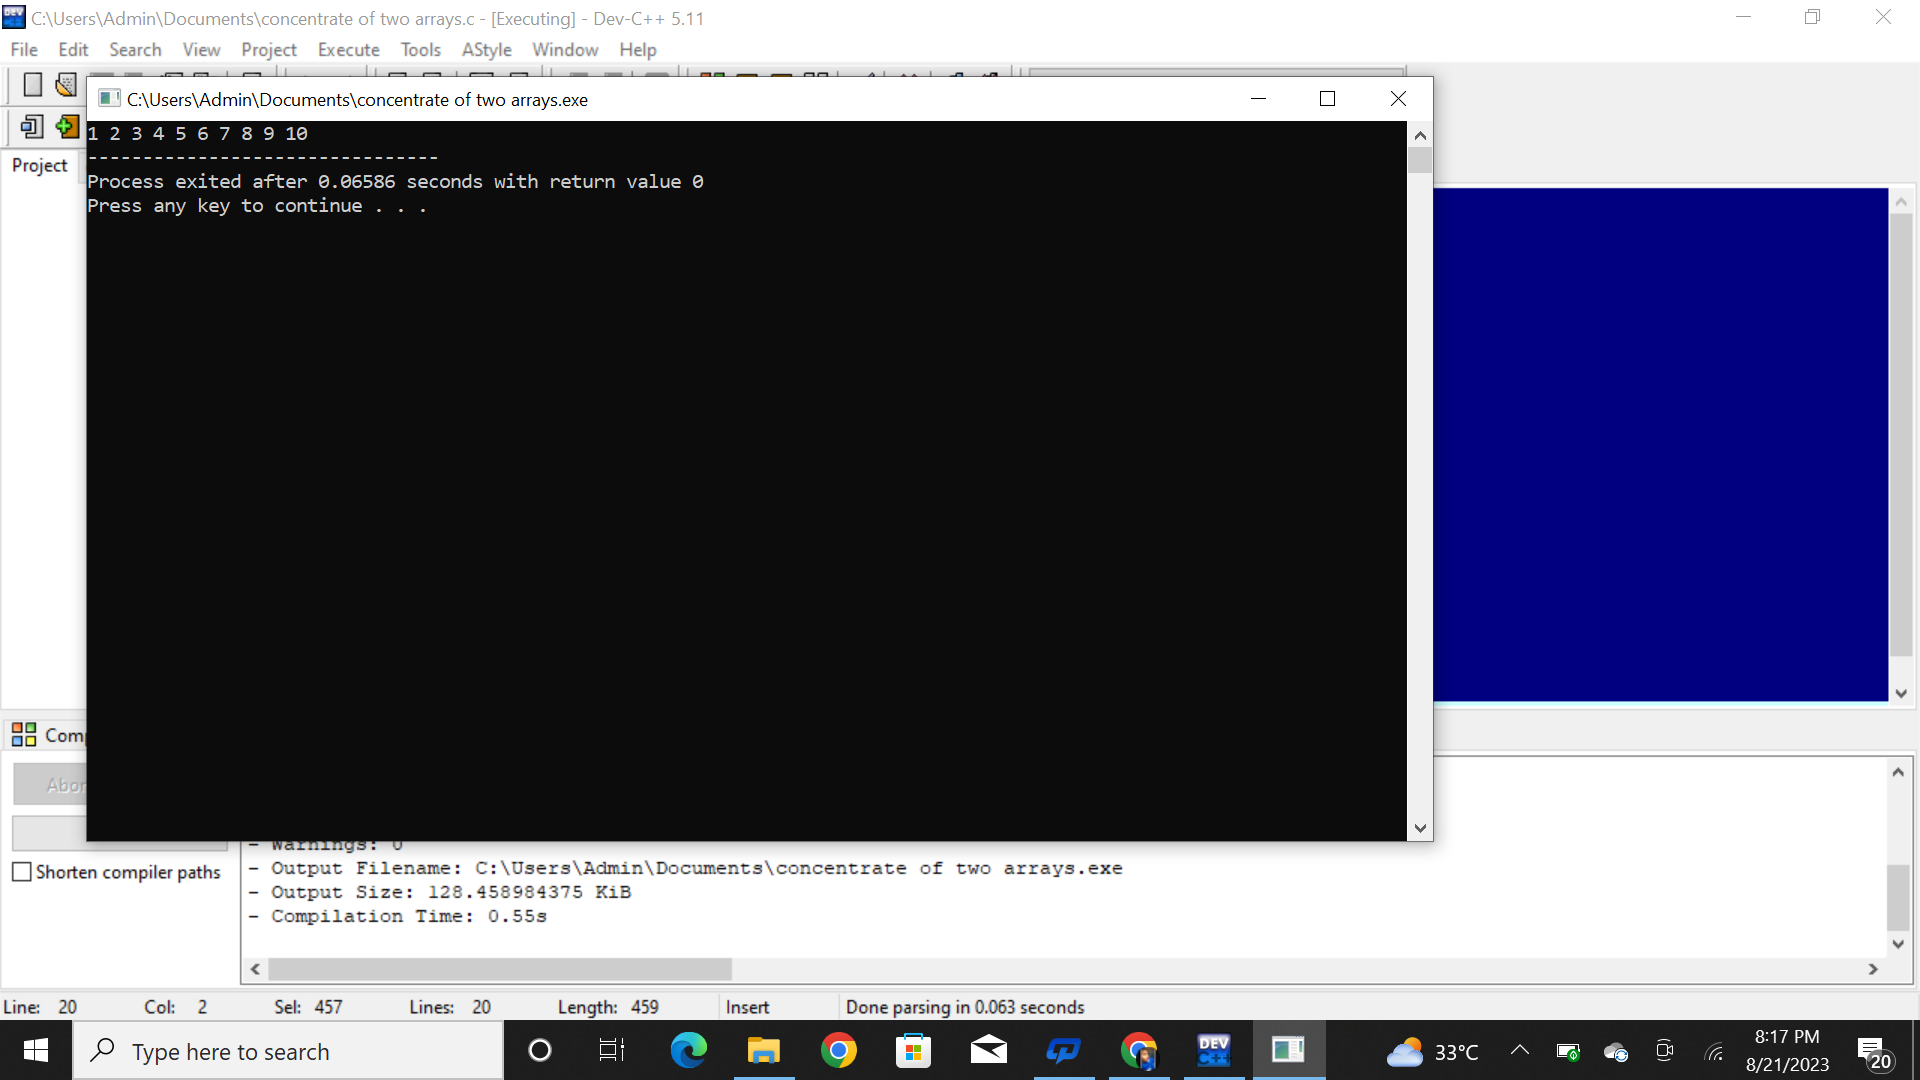 C:\Users\Admin\Documents\concentrate of two arrays.c - [Executing] - Dev-C++ 5.11
File Edit Search View Project Execute Tools AStyle Window Help
C:\Users\Admin\Documents\concentrate of two arrays.exe
1 2 3 4 5 6 7 8 9 10
--------------------------------
Process exited after 0.06586 seconds with return value 0
Press any key to continue . . .
Project
- Warnings: 0
- Output Filename: C:\Users\Admin\Documents\concentrate of two arrays.exe
- Output Size: 128.458984375 KiB
- Compilation Time: 0.55s
Shorten compiler paths
Line: 20 Col: 2 Sel: 457 Lines: 20 Length: 459 Insert Done parsing in 0.063 seconds
Type here to search
DEV C++
33°C
8:17 PM
8/21/2023
20